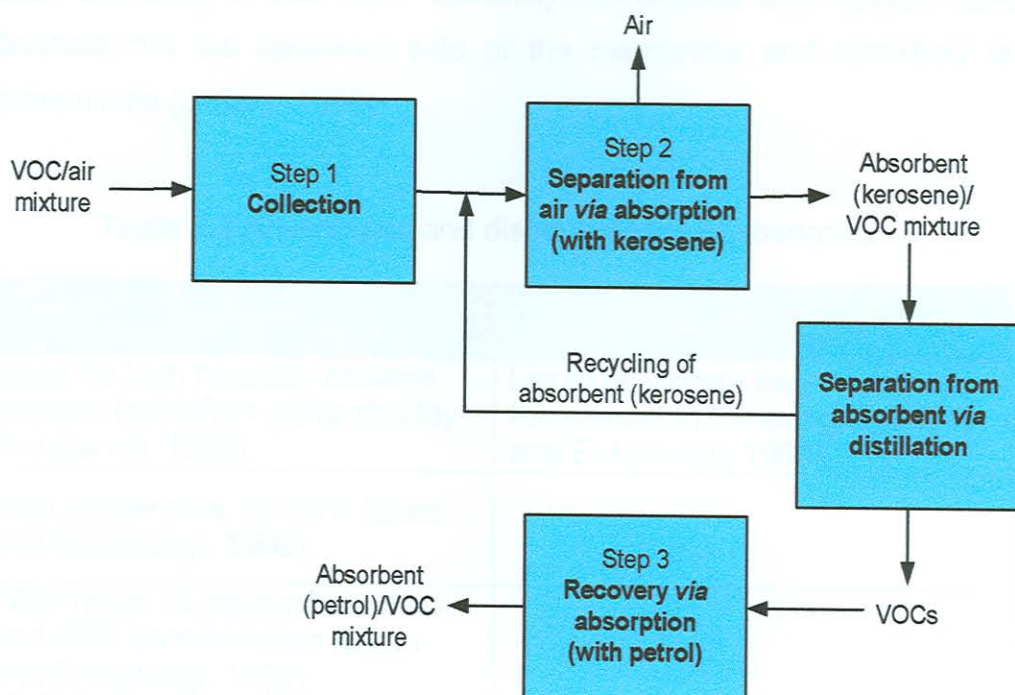 Air
VOC/air
mixture
Step 1
Collection
Step 2
Separation from
air via absorption
(with kerosene)
Absorbent
(kerosene)/
VOC mixture
Recycling of
absorbent (kerosene)
Separation from
absorbent via
distillation
VOCs
Step 3
Recovery via
absorption
(with petrol)
Absorbent
(petrol)/VOC
mixture